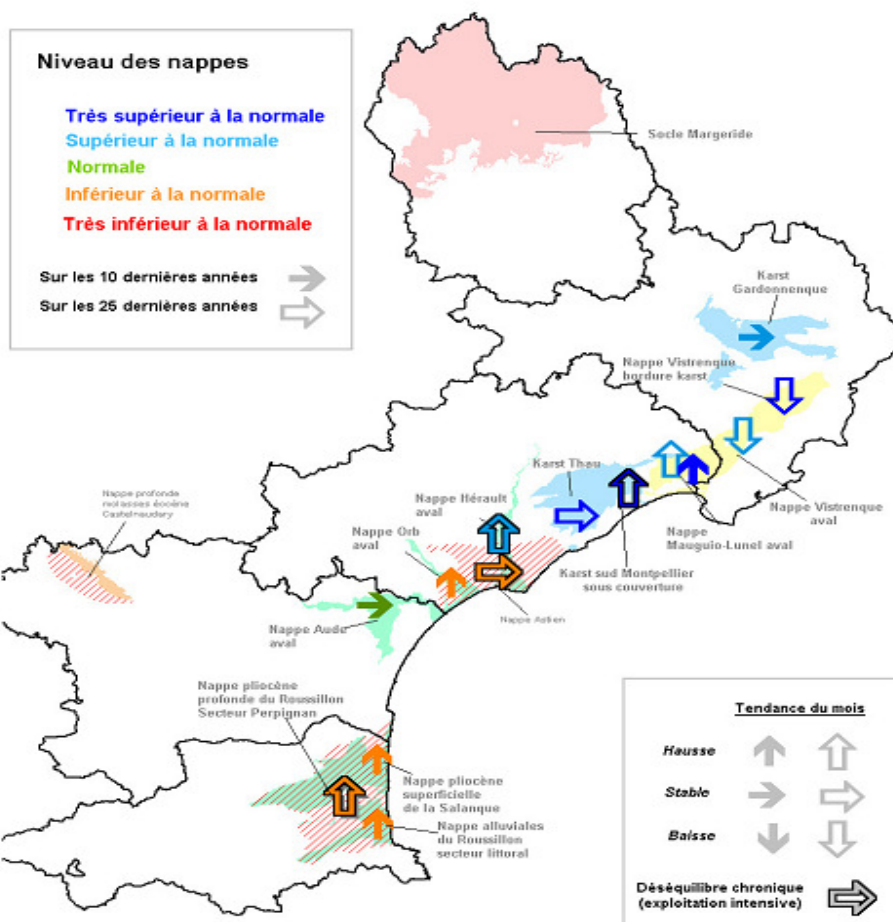 Niveau des nappes
Très supérieur à la normale
Supérieur à la normale
Normale
Inférieur à la normale
Très inférieur à la normale
Sur les 10 dernières années
Sur les 25 dernières années
Socle Margeride
Karst
Gardonnenque
Nappe Vistrenque
bordure karst
Karst Thau
Nappe Hérault
aval
Nappe profonde
molasses éocène
Castelnaudary
Nappe Orb
aval
Nappe Vistrenque
aval
Nappe
Mauguio-Lunel aval
Karst sud Montpellier
sous couverture
Nappe Astien
Nappe Aude
aval
Nappe pliocène
profonde du Roussillon
Secteur Perpignan
Nappe pliocène
superficielle
de la Salanque
Nappe alluviales
du Roussillon
secteur littoral
Tendance du mois
Hausse
Stable
Baisse
Déséquilibre chronique
(exploitation intensive)